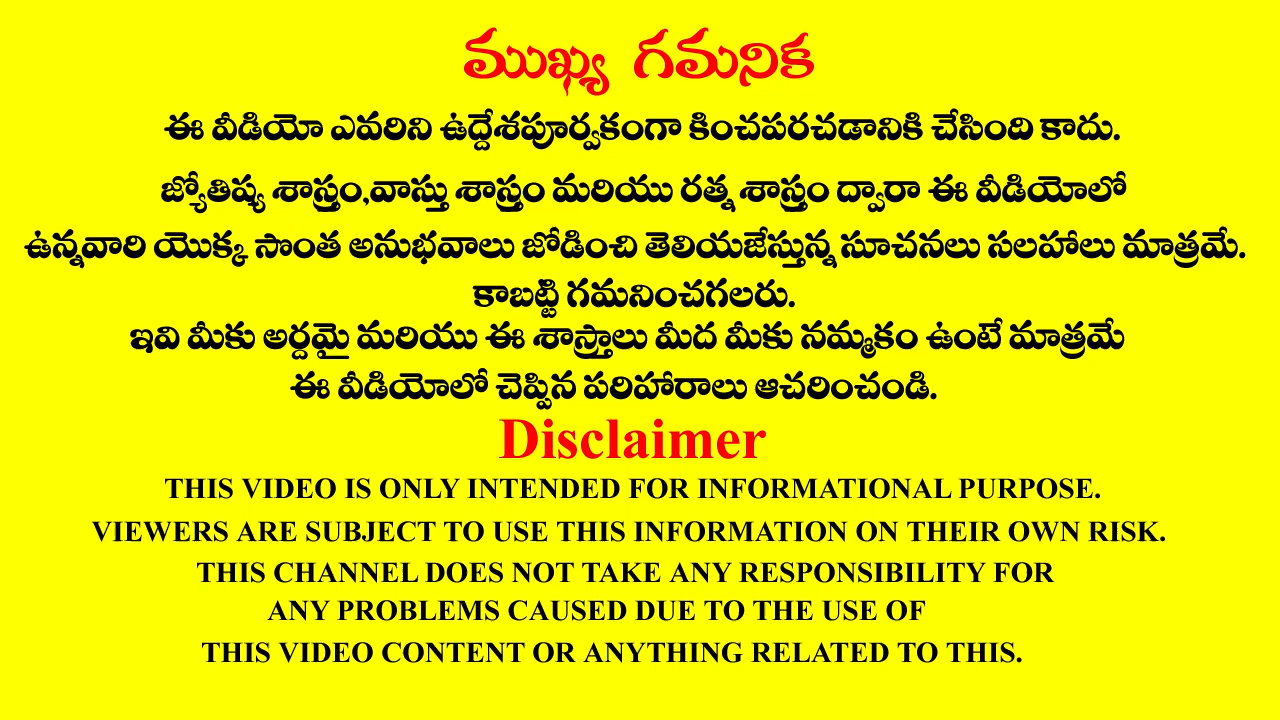 ముఖ్య గమనిక
ఈ వీడియో ఎవరిని ఉద్దేశపూర్వకంగా కించపరచడానికి చేసింది కాదు.
జ్యోతిష్య శాస్త్రం,వాస్తు శాస్త్రం మరియు రత్న శాస్త్రం ద్వారా ఈ వీడియోలో
ఉన్నవారి యొక్క సొంత అనుభవాలు జోడించి తెలియజేస్తున్న సూచనలు సలహాలు మాత్రమే.
కాబట్టి గమనించగలరు.
ఇవి మీకు అర్దమై మరియు ఈ శాస్త్రాలు మీద మీకు నమ్మకం ఉంటే మాత్రమే
ఈ వీడియోలో చెప్పిన పరిహారాలు ఆచరించండి.
Disclaimer
THIS VIDEO IS ONLY INTENDED FOR INFORMATIONAL PURPOSE.
VIEWERS ARE SUBJECT TO USE THIS INFORMATION ON THEIR OWN RISK.
THIS CHANNEL DOES NOT TAKE ANY RESPONSIBILITY FOR
ANY PROBLEMS CAUSED DUE TO THE USE OF
THIS VIDEO CONTENT OR ANYTHING RELATED TO THIS.